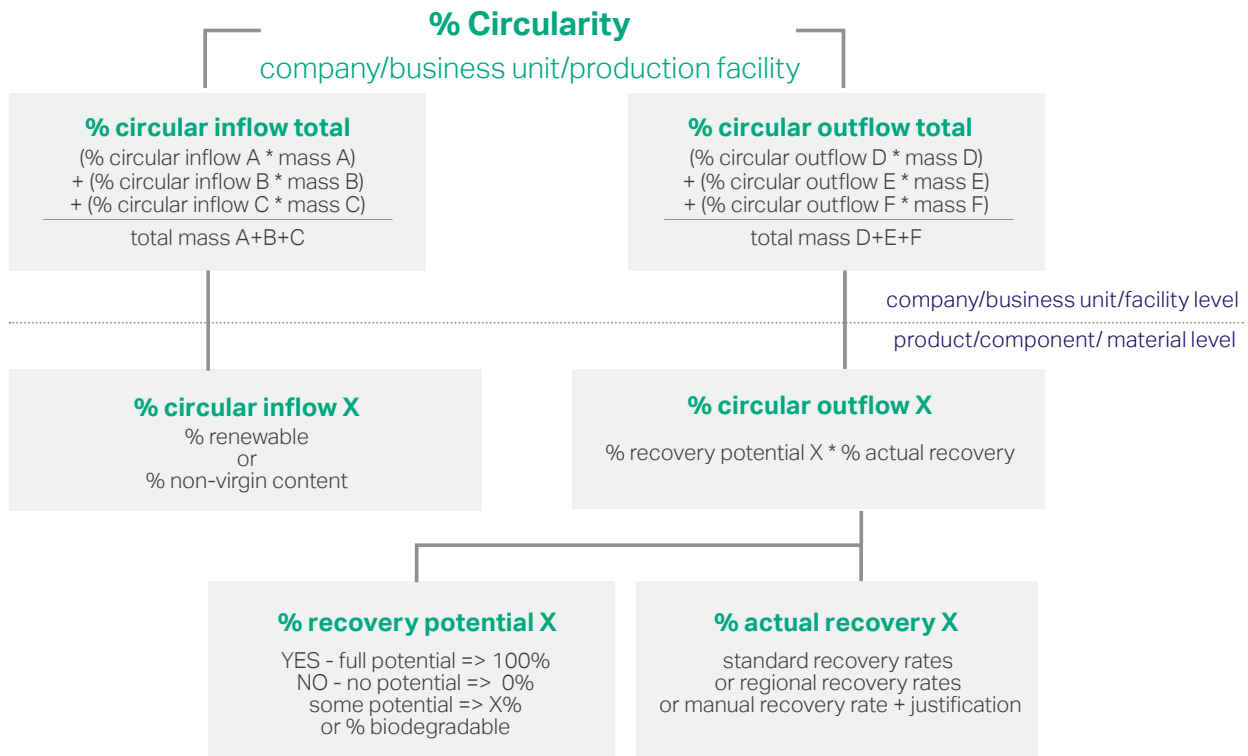 % Circularity
company/business unit/production facility
% circular inflow total
(% circular inflow A * mass A)
+ (% circular inflow B * mass B)
+ (% circular inflow C * mass C)
total mass A+B+C
% circular outflow total
(% circular outflow D * mass D)
+ (% circular outflow E * mass E)
+ (% circular outflow F * mass F)
total mass D+E+F
company/business unit/facility level
product/component/ material level
% circular inflow X
% renewable
or
% non-virgin content
% circular outflow X
% recovery potential X * % actual recovery
% recovery potential X
YES - full potential => 100%
NO - no potential => 0%
some potential => X%
or % biodegradable
% actual recovery X
standard recovery rates
or regional recovery rates
or manual recovery rate + justification